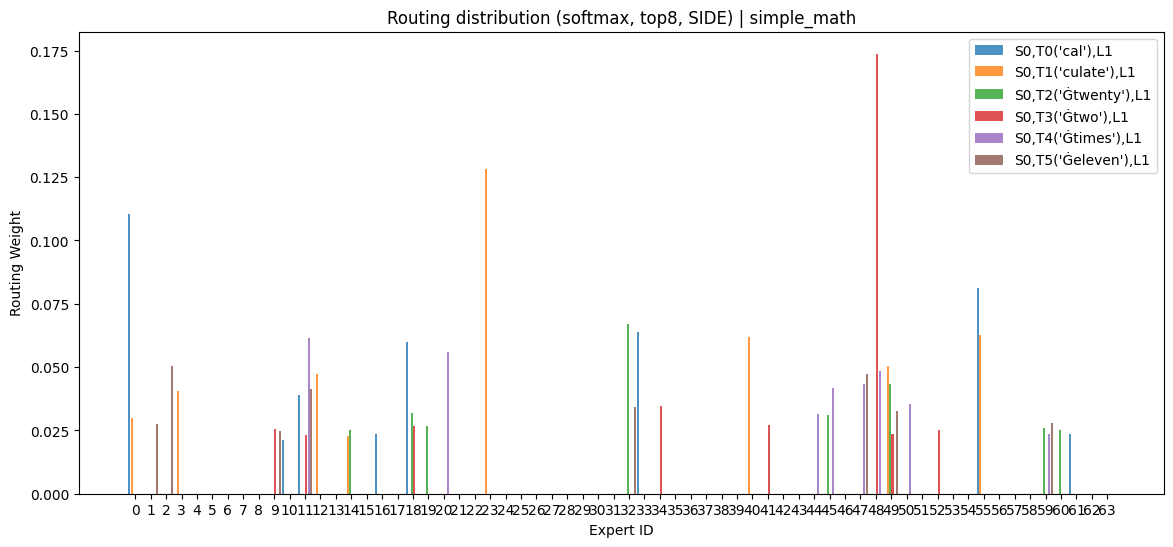 Routing distribution (softmax, top8, SIDE) | simple_math
Routing Weight
0.175
0.150
0.125
0.100
0.075
0.050
0.025
0.000
S0,T0('cal'),L1
S0,T1('culate'),L1
S0,T2('Ġtwenty'),L1
S0,T3('Ġtwo'),L1
S0,T4('Ġtimes'),L1
S0,T5('Ġeleven'),L1
0 1 2 3 4 5 6 7 8 9 10 11 12 13 14 15 16 17 18 19 20 21 22 23 24 25 26 27 28 29 30 31 32 33 34 35 36 37 38 39 40 41 42 43 44 45 46 47 48 49 50 51 52 53 54 55 56 57 58 59 60 61 62 63
Expert ID